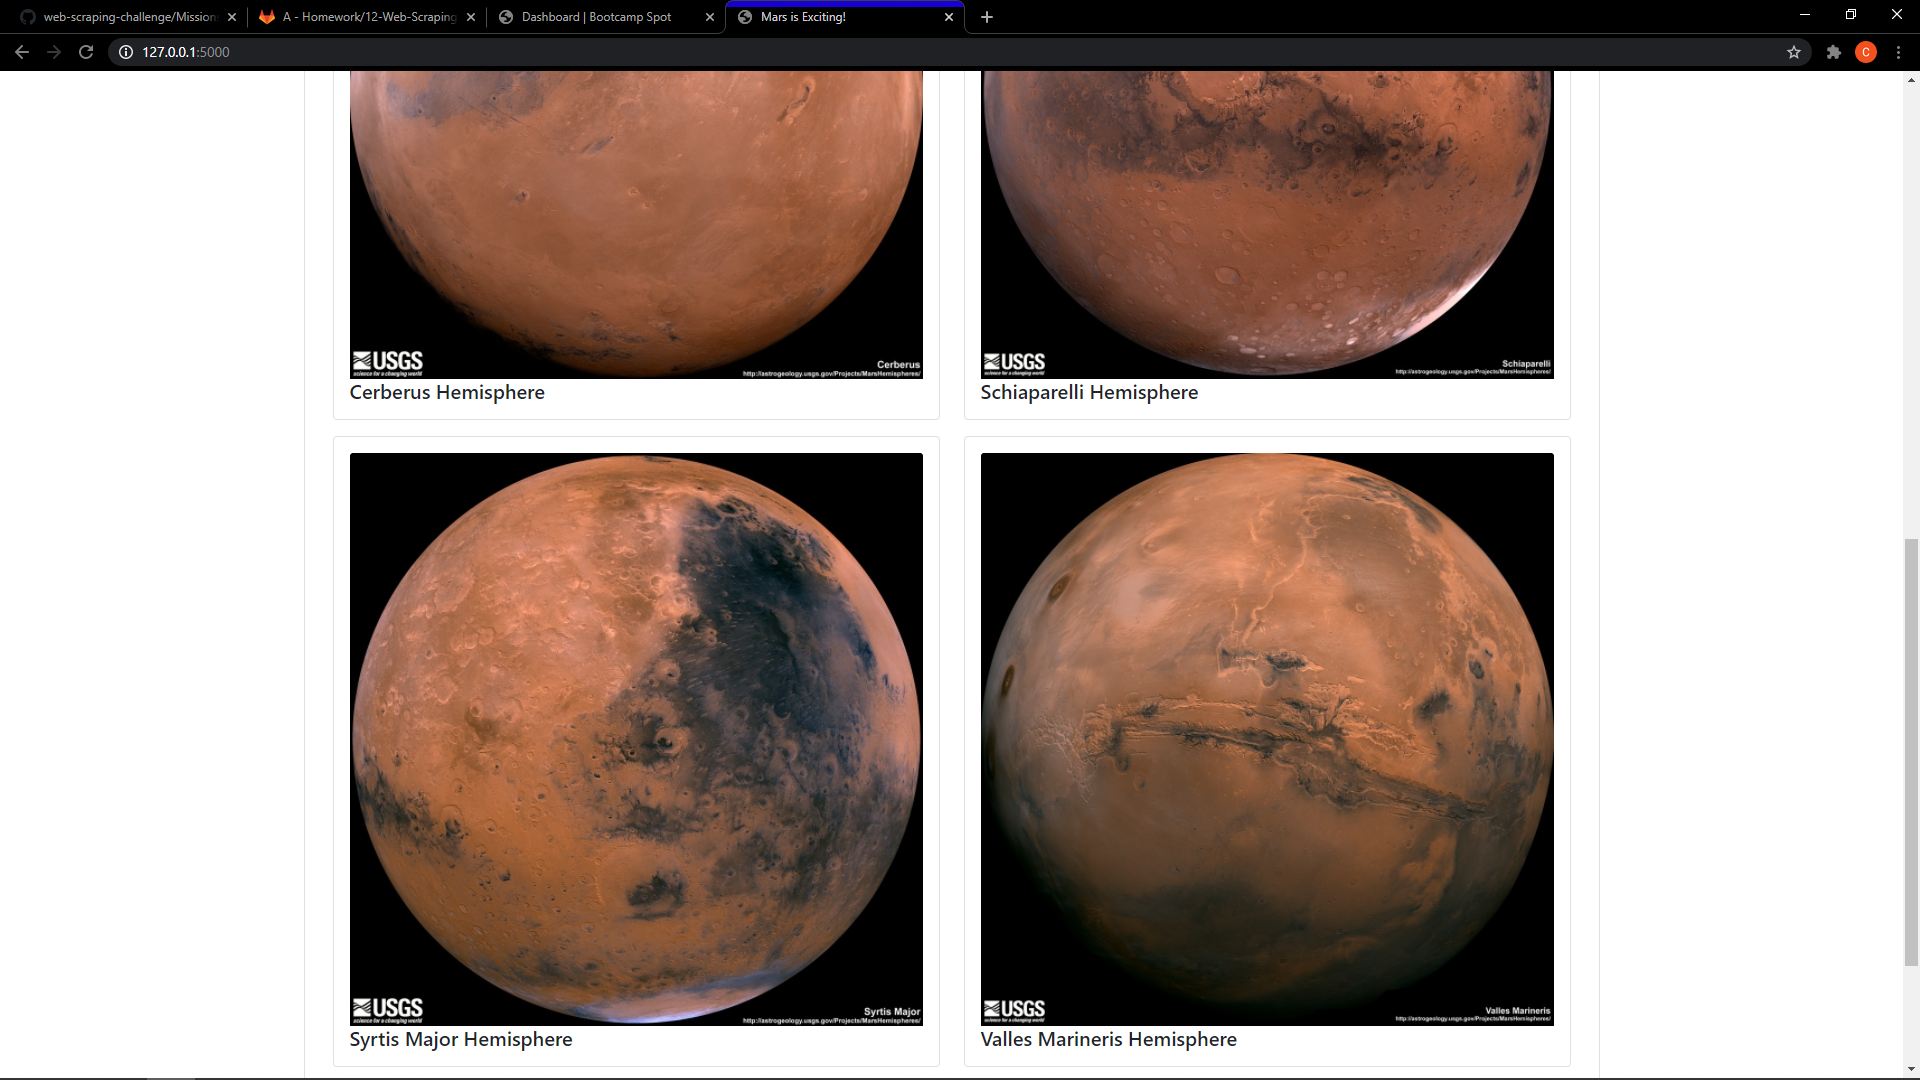 web-scraping-challenge/Mission
A - Homework/12-Web-Scraping
Dashboard | Bootcamp Spot
Mars is Exciting!
127.0.0.1:5000
C
USGS
science for a changing world
Cerberus
http://astrogeology.usgs.gov/Projects/MarsHemispheres/
Cerberus Hemisphere
USGS
science for a changing world
Schiaparelli
http://astrogeology.usgs.gov/Projects/MarsHemispheres/
Schiaparelli Hemisphere
USGS
science for a changing world
Syrtis Major
http://astrogeology.usgs.gov/Projects/MarsHemispheres/
Syrtis Major Hemisphere
USGS
science for a changing world
Valles Marineris
http://astrogeology.usgs.gov/Projects/MarsHemispheres/
Valles Marineris Hemisphere